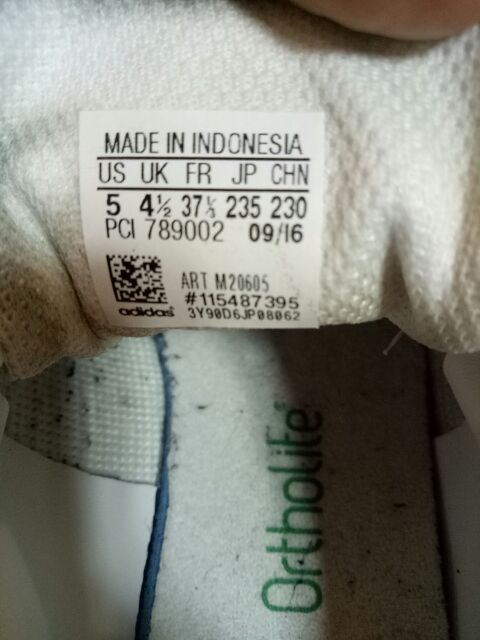 MADE IN INDONESIA
US UK FR JP CHN
5 4½ 37⅓ 235 230
PCI 789002 09/16
ART M20605
#115487395
adidas 3Y90D6JP08062
Ortholite